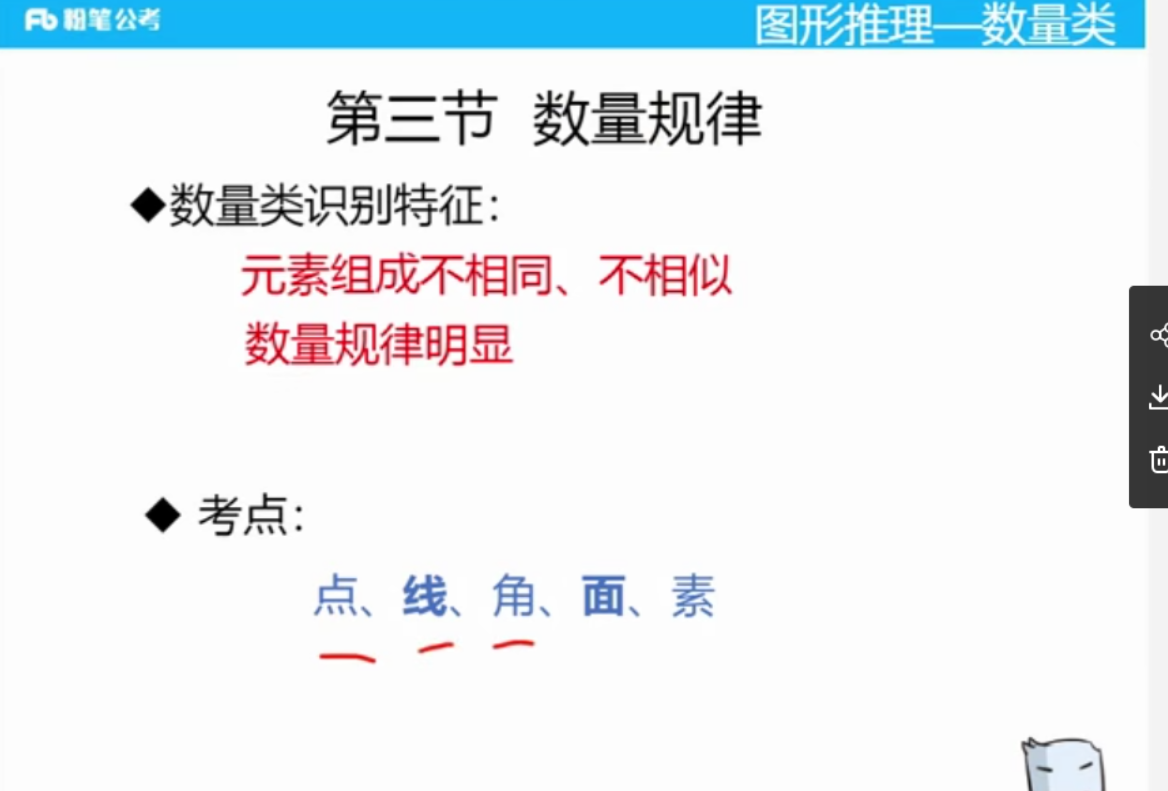 粉笔公考
图形推理—数量类
第三节 数量规律
◆数量类识别特征：
元素组成不相同、不相似
数量规律明显
◆ 考点：
点、线、角、面、素